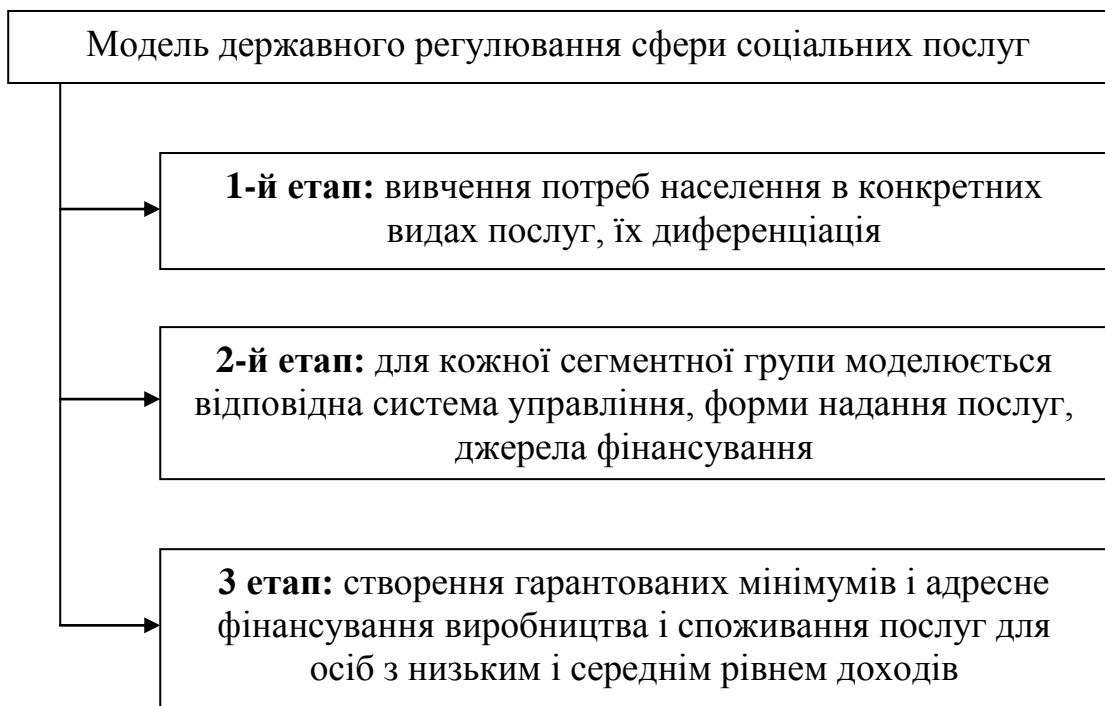 Модель державного регулювання сфери соціальних послуг
1-й етап: вивчення потреб населення в конкретних
видах послуг, їх диференціація
2-й етап: для кожної сегментної групи моделюється
відповідна система управління, форми надання послуг,
джерела фінансування
3 етап: створення гарантованих мінімумів і адресне
фінансування виробництва і споживання послуг для
осіб з низьким і середнім рівнем доходів